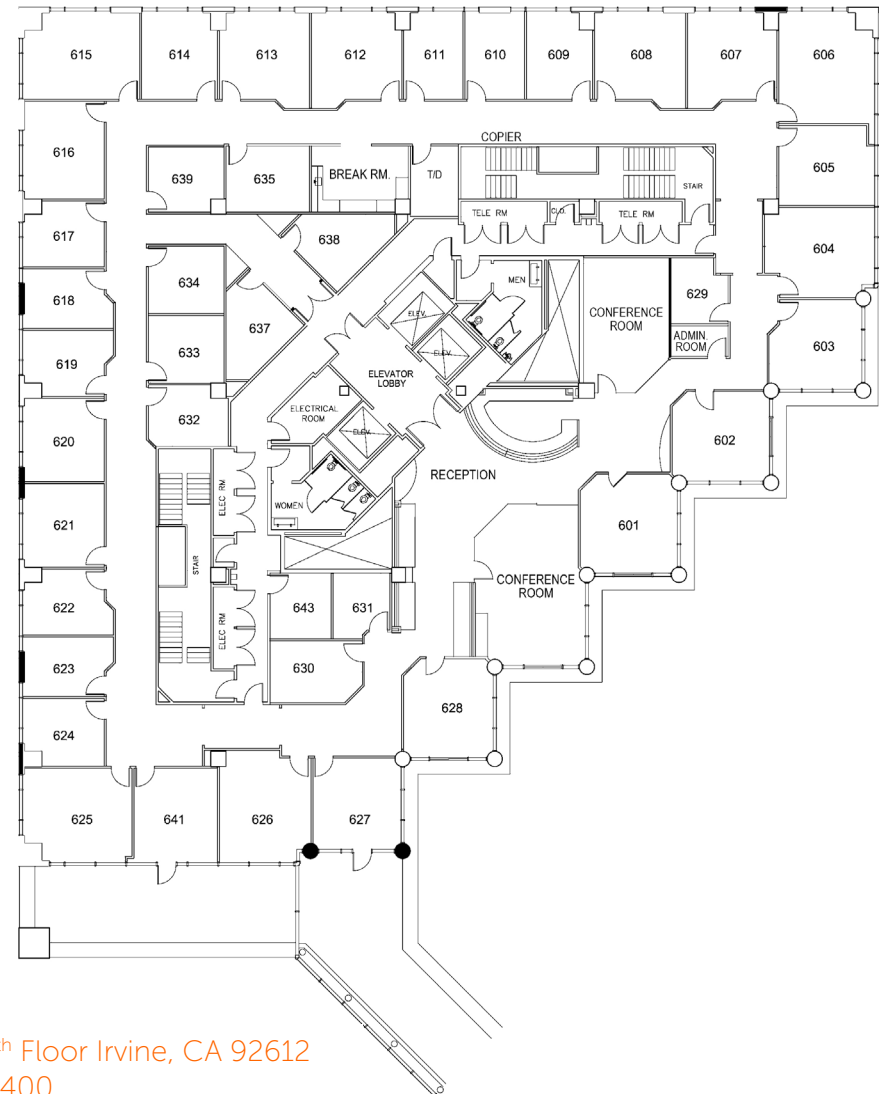 615
614
613
612
611
610
609
608
607
606
616
COPIER
605
639
635
BREAK RM.
T/D
STAIR
TELE RM
CLO.
TELE RM
617
638
604
634
MEN
618
629
637
ELEV.
CONFERENCE
ROOM
633
ADMIN.
ROOM
603
619
ELEV.
ELEVATOR
LOBBY
632
ELECTRICAL
ROOM
ELEV.
620
602
RECEPTION
ELEC RM
WOMEN
621
601
STAIR
CONFERENCE
ROOM
622
643
631
ELEC RM
623
630
628
624
625
641
626
627
th Floor Irvine, CA 92612
400